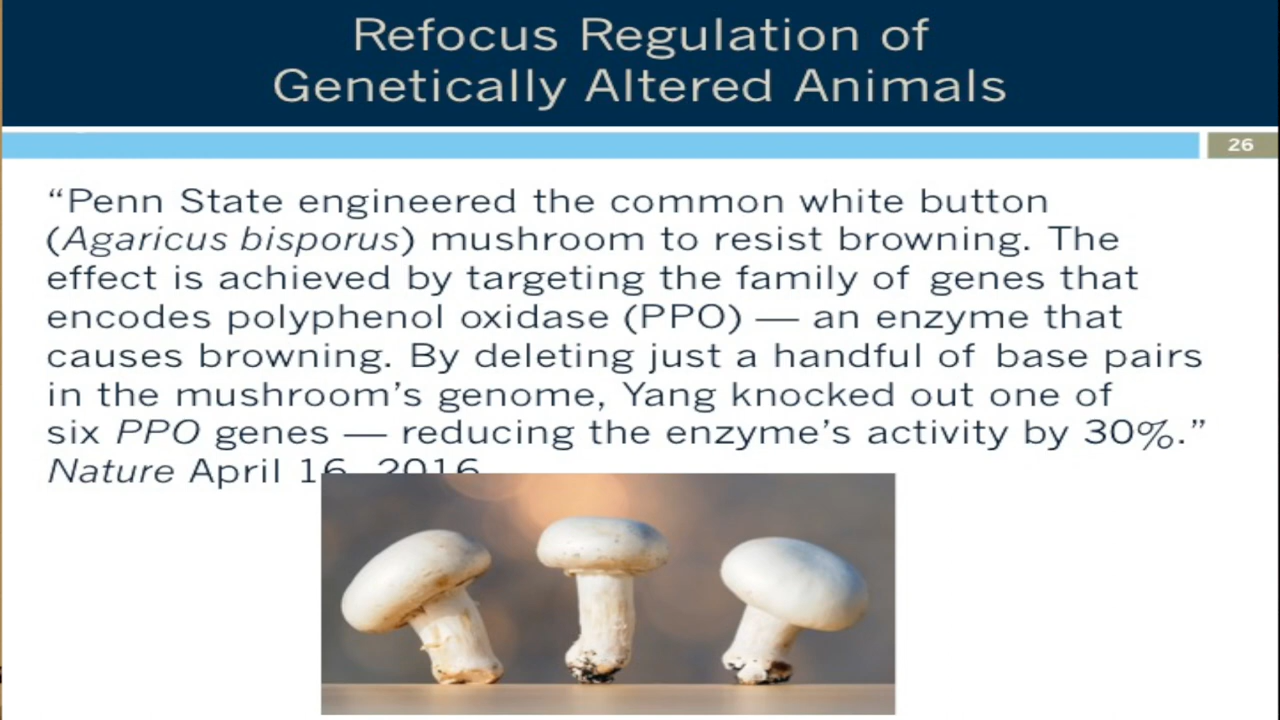 Refocus Regulation of
Genetically Altered Animals
26
“Penn State engineered the common white button
(Agaricus bisporus) mushroom to resist browning. The
effect is achieved by targeting the family of genes that
encodes polyphenol oxidase (PPO) — an enzyme that
causes browning. By deleting just a handful of base pairs
in the mushroom’s genome, Yang knocked out one of
six PPO genes — reducing the enzyme’s activity by 30%.”
Nature April 16, 2016